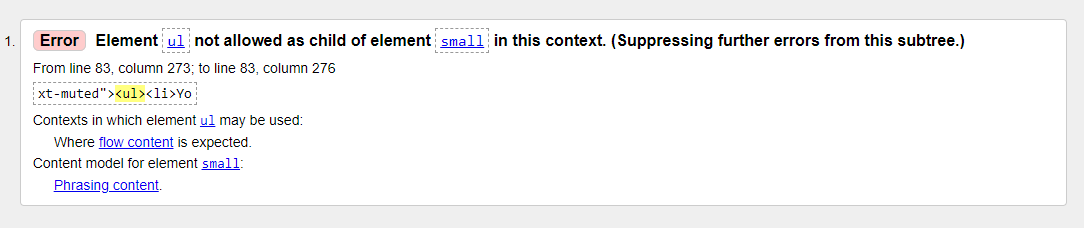 1. Error Element ul not allowed as child of element small in this context. (Suppressing further errors from this subtree.)
From line 83, column 273; to line 83, column 276
xt-muted"><ul><li>Yo
Contexts in which element ul may be used:
Where flow content is expected.
Content model for element small:
Phrasing content.